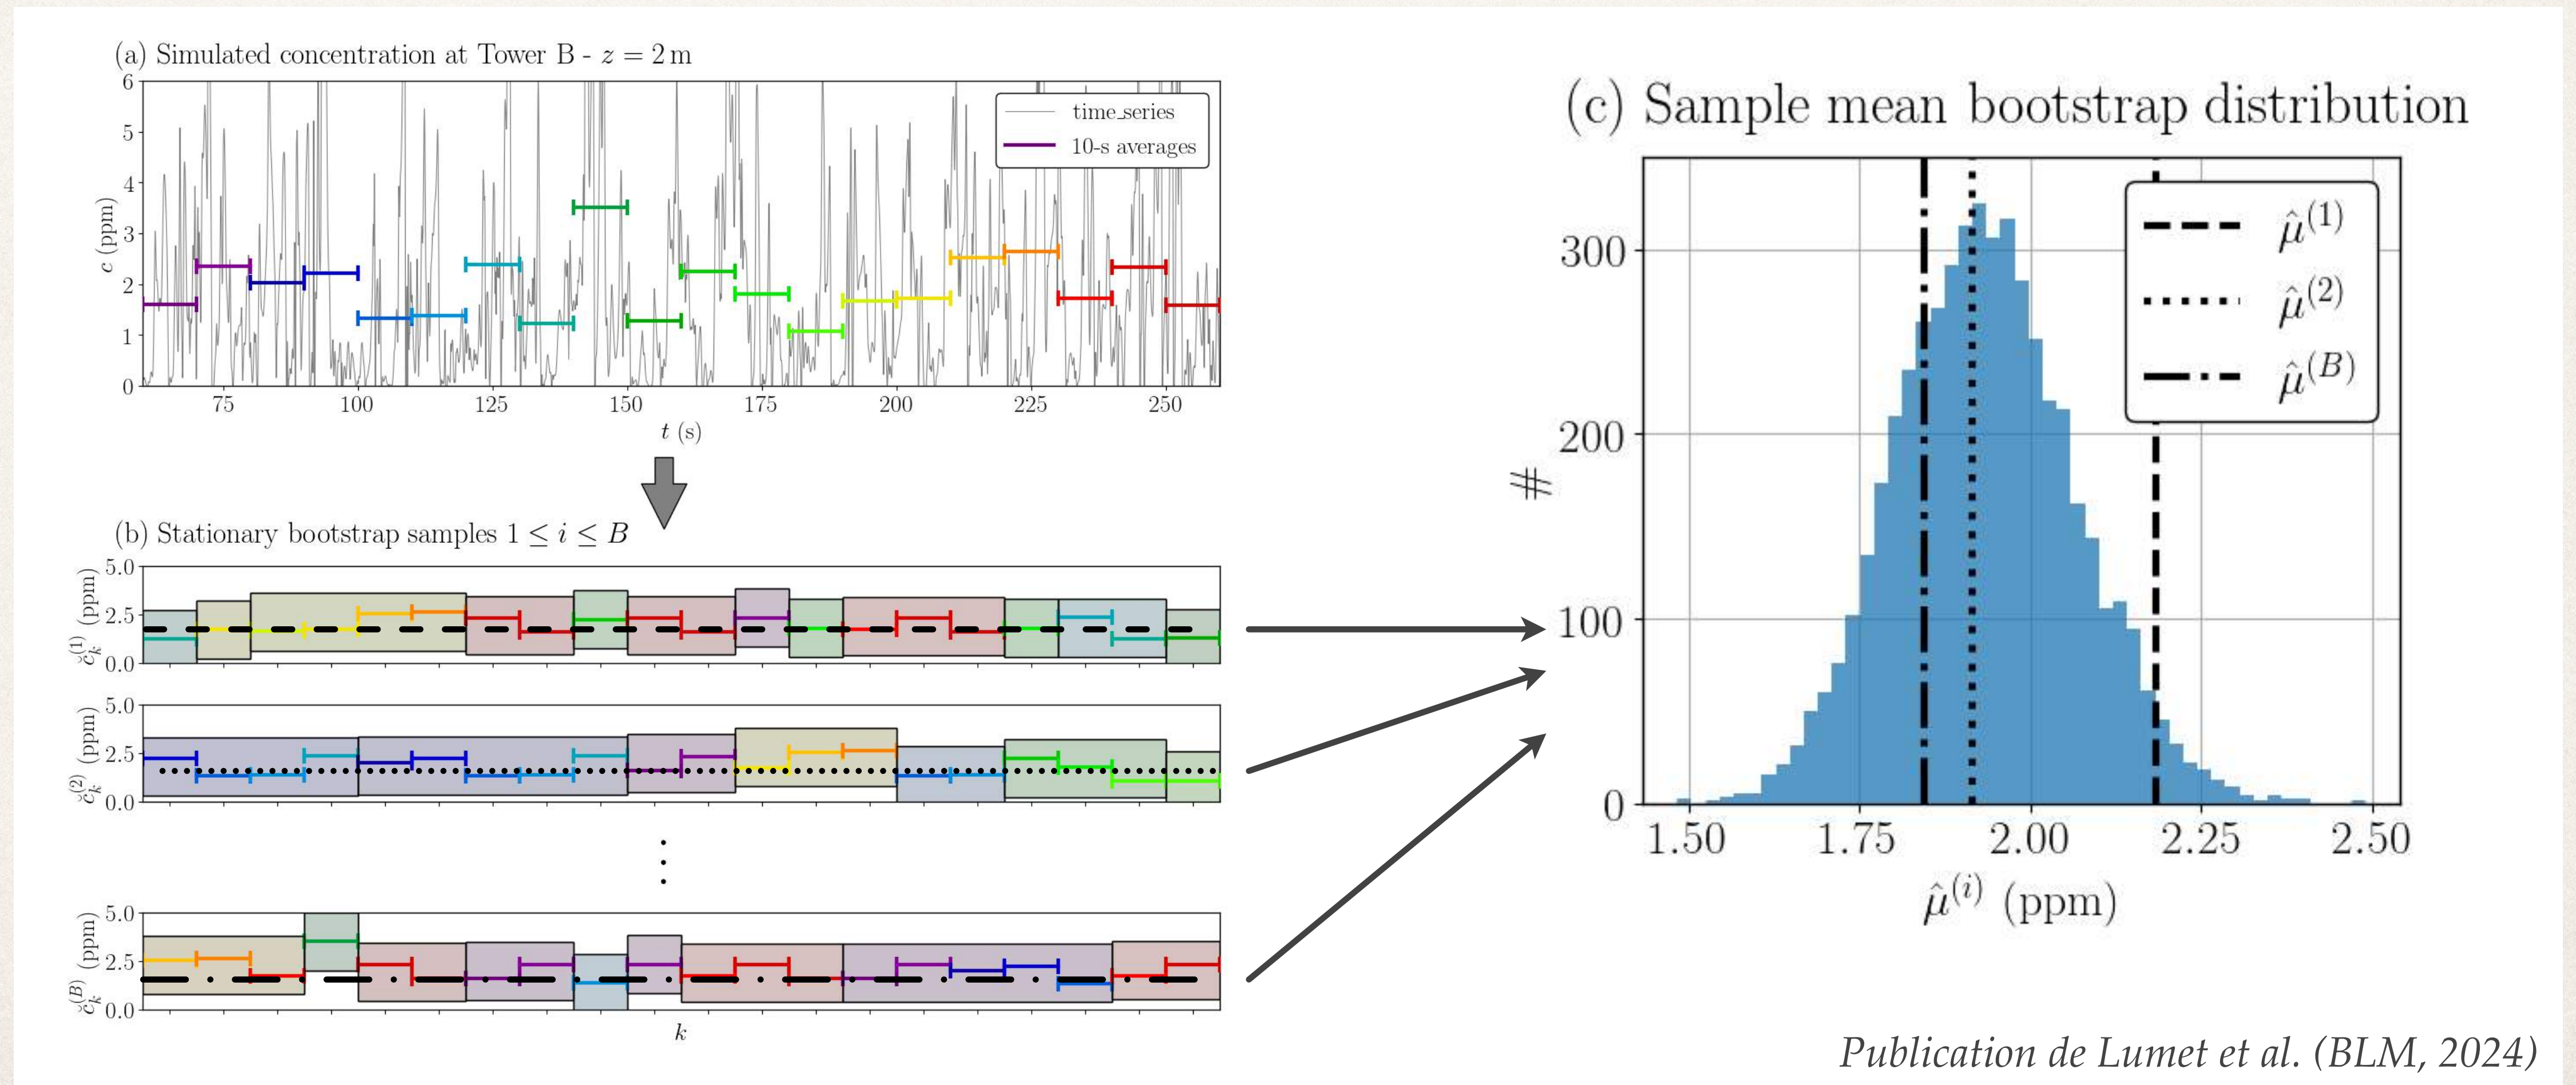 (a) Simulated concentration at Tower B - z = 2 m
6
5
4
3
2
1
0
c (ppm)
time_series
10-s averages
75 100 125 150 175 200 225 250
t (s)
(b) Stationary bootstrap samples 1 ≤ i ≤ B
5.0
2.5
0.0
č_k^(1) (ppm)
5.0
2.5
0.0
č_k^(2) (ppm)
5.0
2.5
0.0
č_k^(B) (ppm)
k
(c) Sample mean bootstrap distribution
300
200
100
0
#
μ̂^(1)
μ̂^(2)
μ̂^(B)
1.50 1.75 2.00 2.25 2.50
μ̂^(i) (ppm)
Publication de Lumet et al. (BLM, 2024)